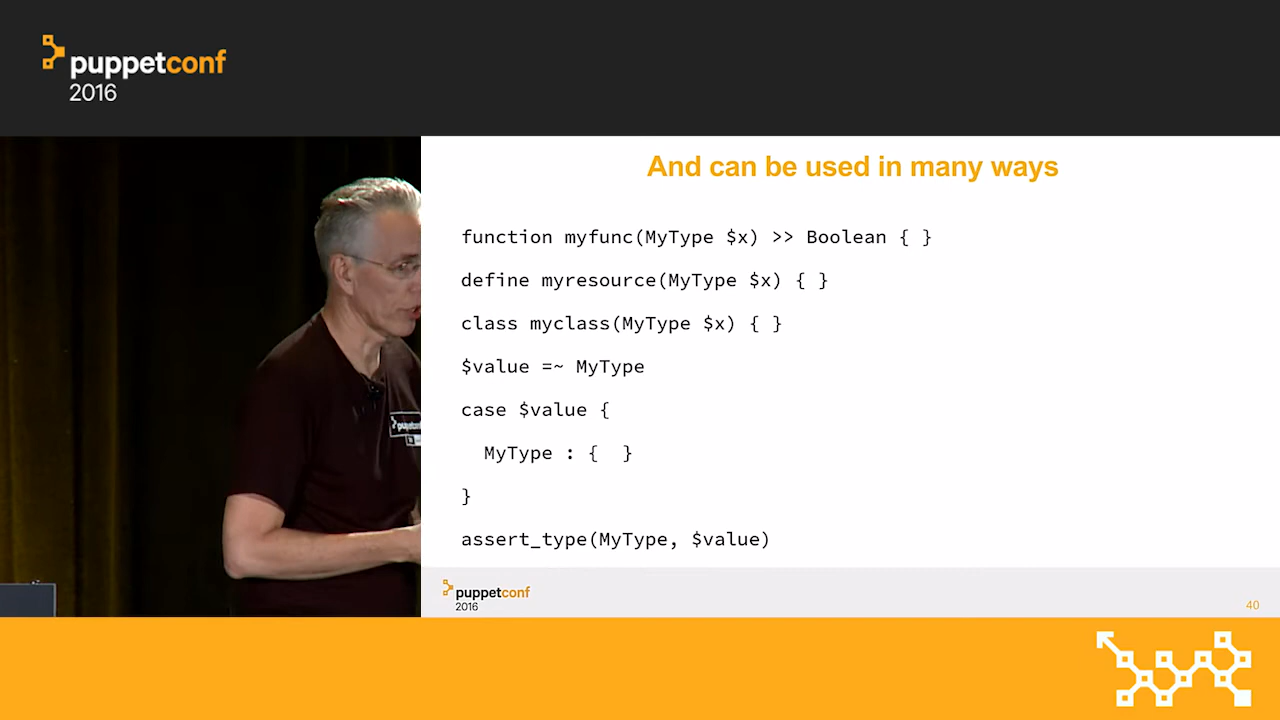 puppetconf
2016
And can be used in many ways
function myfunc(MyType $x) >> Boolean { }
define myresource(MyType $x) { }
class myclass(MyType $x) { }
$value =~ MyType
case $value {
MyType : { }
}
assert_type(MyType, $value)
puppetconf
2016
40